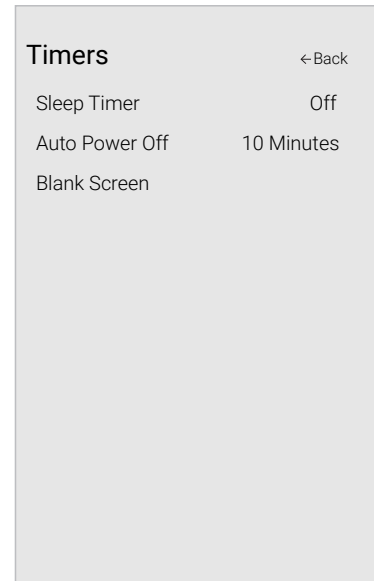 Timers ←Back
Sleep Timer Off
Auto Power Off 10 Minutes
Blank Screen